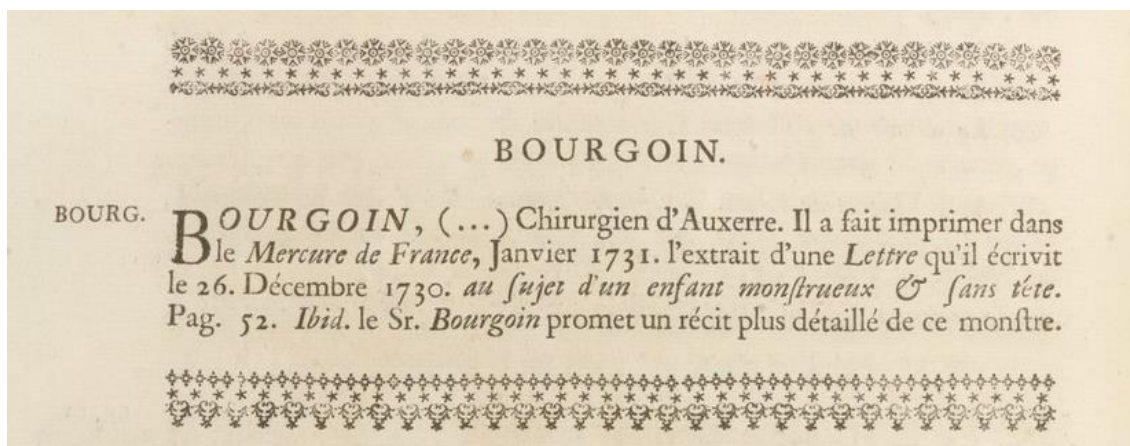 BOURGOIN.
BOURG.
BOURGOIN, (...) Chirurgien d'Auxerre. Il a fait imprimer dans
le Mercure de France, Janvier 1731. l'extrait d'une Lettre qu'il écrivit
le 26. Décembre 1730. au ſujet d'un enfant monſtrueux & ſans tête.
Pag. 52. Ibid. le Sr. Bourgoin promet un récit plus détaillé de ce monſtre.